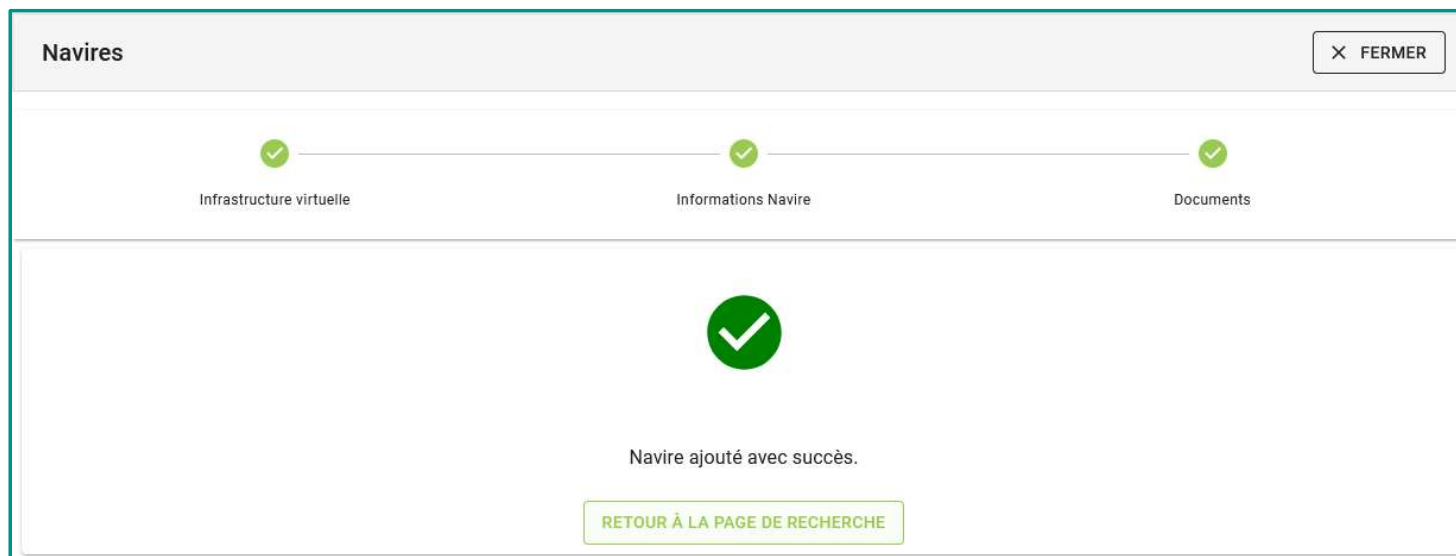 Navires
FERMER
Infrastructure virtuelle
Informations Navire
Documents
Navire ajouté avec succès.
RETOUR À LA PAGE DE RECHERCHE